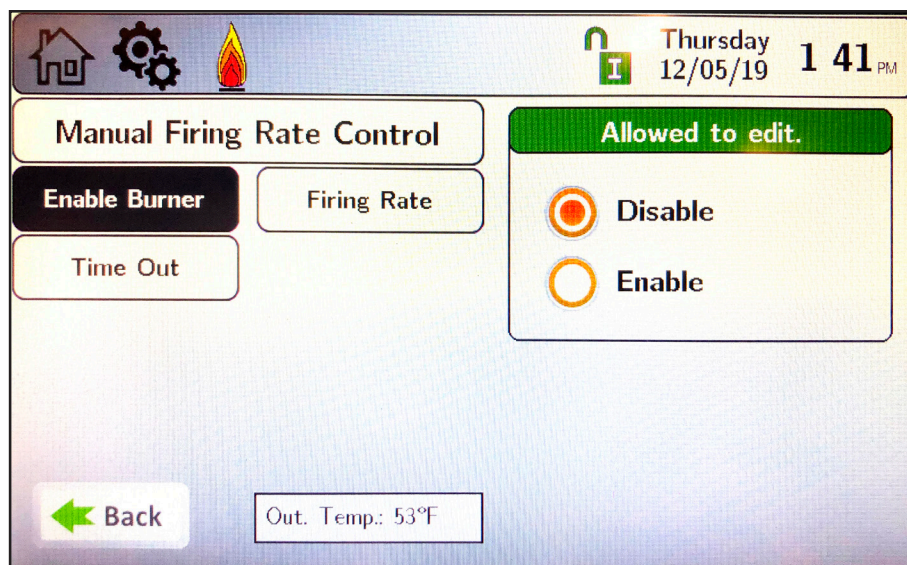 Thursday
12/05/19
1 41 PM
I
Manual Firing Rate Control
Allowed to edit.
Enable Burner
Firing Rate
Disable
Time Out
Enable
Back
Out. Temp.: 53°F